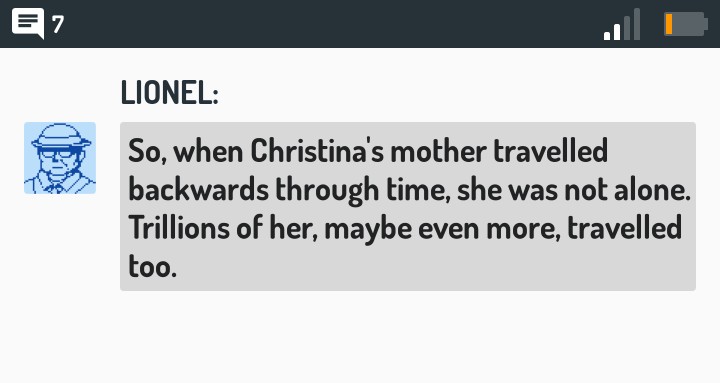 7
LIONEL:
So, when Christina's mother travelled
backwards through time, she was not alone.
Trillions of her, maybe even more, travelled
too.